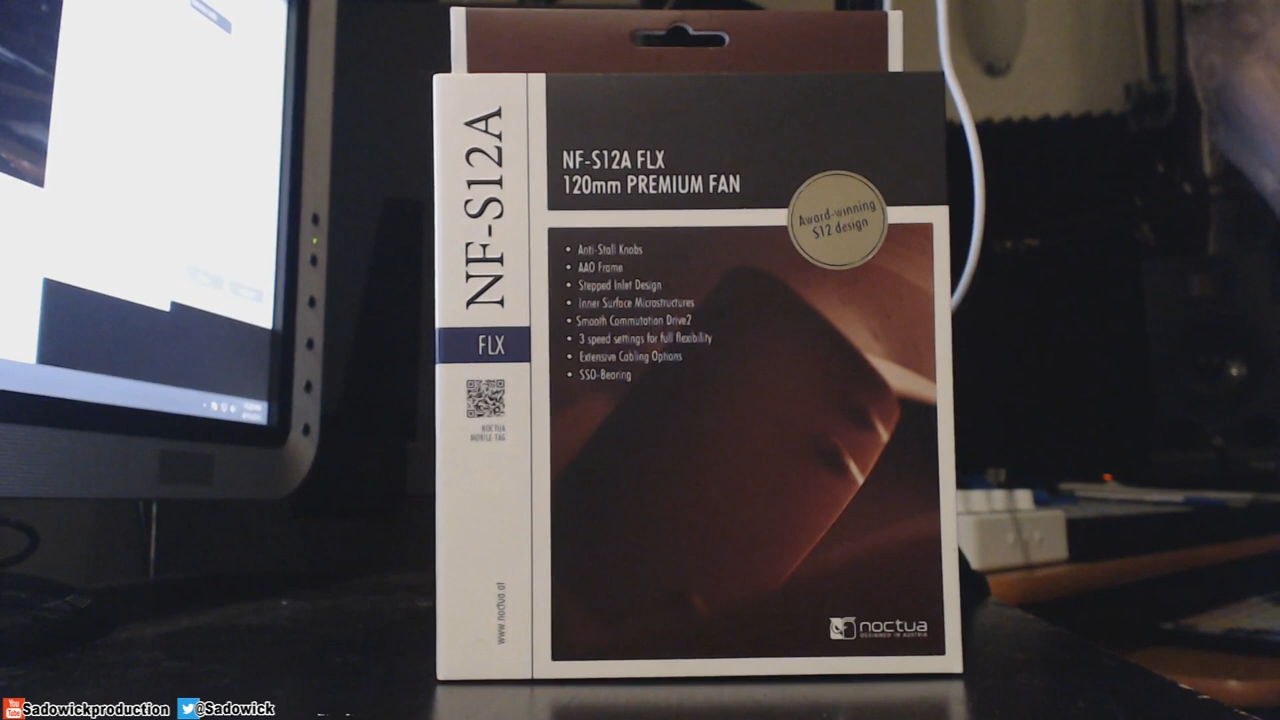 NF-S12A
FLX
NOCTUA
MOBILE-TAG
www.noctua.at
NF-S12A FLX
120mm PREMIUM FAN
Award-winning
S12 design
• Anti-Stall Knobs
• AAO Frame
• Stepped Inlet Design
• Inner Surface Microstructures
• Smooth Commutation Drive2
• 3 speed settings for full flexibility
• Extensive Cabling Options
• SSO-Bearing
noctua
DESIGNED IN AUSTRIA
You
Tube
Sadowickproduction
@Sadowick